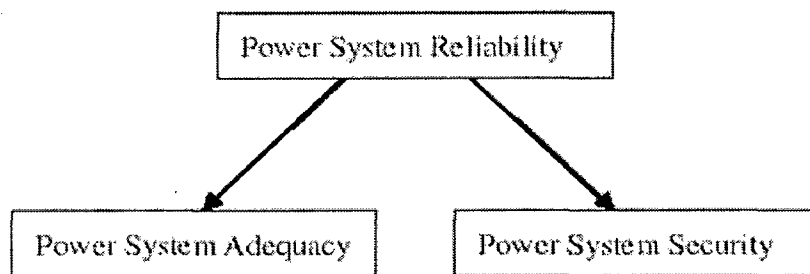 Power System Reliability
Power System Adequacy
Power System Security